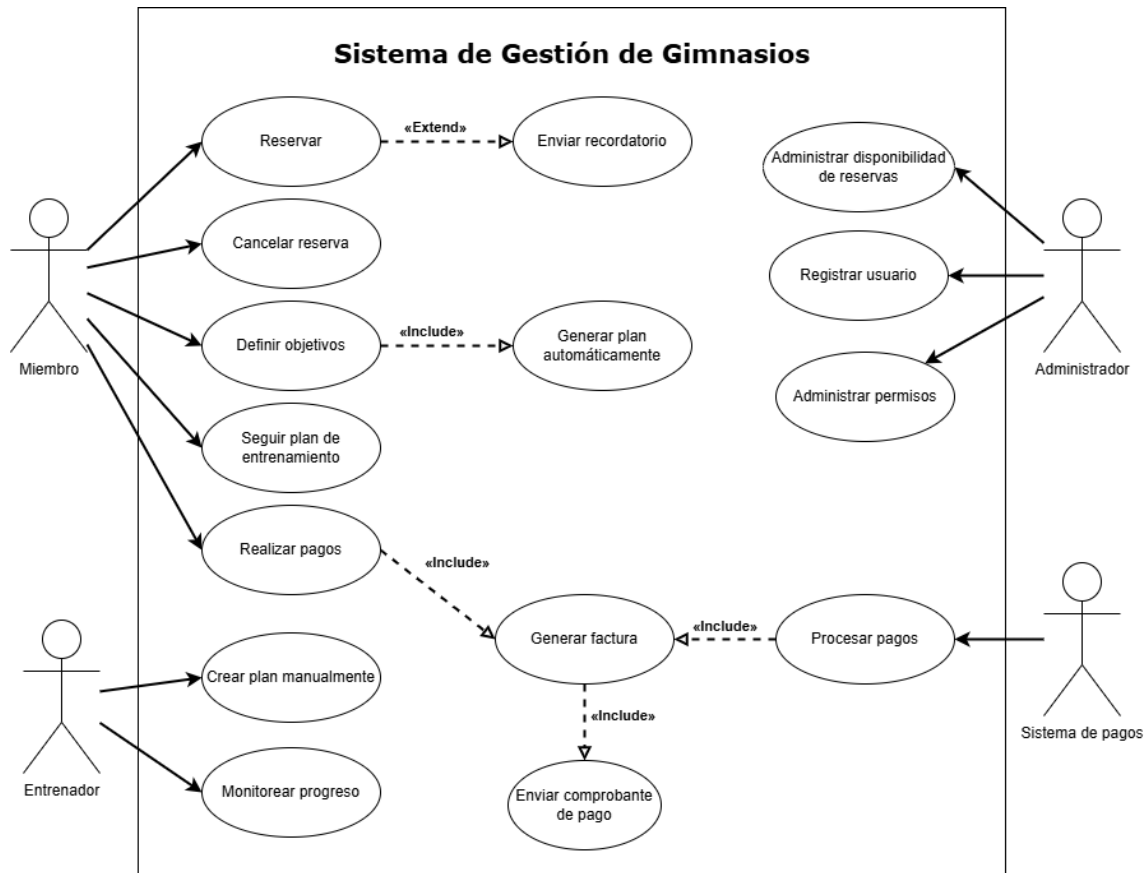 Sistema de Gestión de Gimnasios
Reservar
«Extend»
Enviar recordatorio
Administrar disponibilidad
de reservas
Cancelar reserva
Registrar usuario
Miembro
Definir objetivos
«Include»
Generar plan
automáticamente
Administrador
Administrar permisos
Seguir plan de
entrenamiento
Realizar pagos
«Include»
Generar factura
«Include»
Procesar pagos
Crear plan manualmente
«Include»
Sistema de pagos
Entrenador
Monitorear progreso
Enviar comprobante
de pago